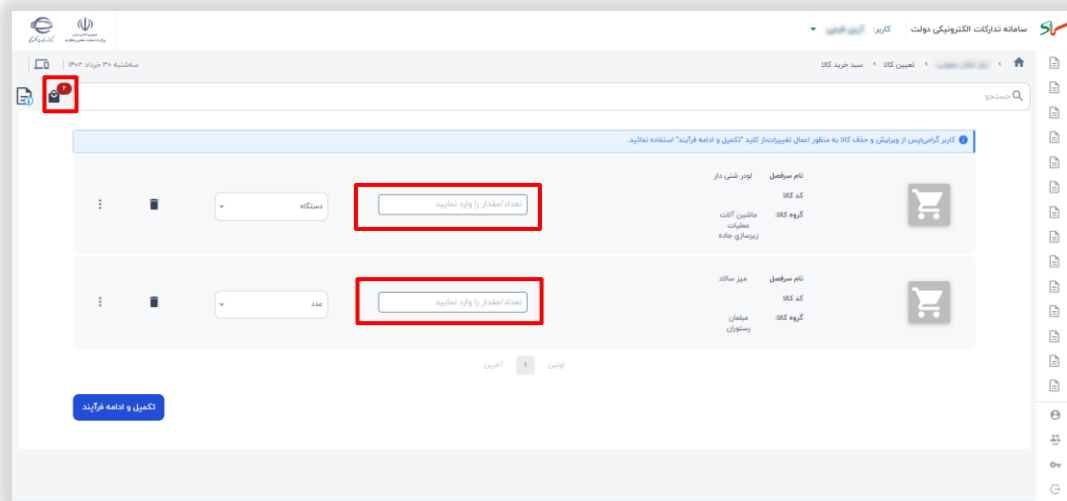 سامانه تدارکات الکترونیکی دولت
کاربر:
تعیین کالا › سبد خرید کالا
سه‌شنبه ۳۰ خرداد ۱۴۰۲
۲
جستجو
کاربر گرامی،پس از ویرایش و حذف کالا به منظور اعمال تغییرات،از کلید "تکمیل و ادامه فرآیند" استفاده نمائید.
نام سرفصل لودر شنی دار
کد کالا
گروه کالا: ماشین آلات
عملیات
زیرسازي جاده
تعداد/مقدار را وارد نمایید
دستگاه
نام سرفصل میز سالاد
کد کالا
گروه کالا: مبلمان
رستوران
تعداد/مقدار را وارد نمایید
عدد
اولین ۱ آخرین
تکمیل و ادامه فرآیند